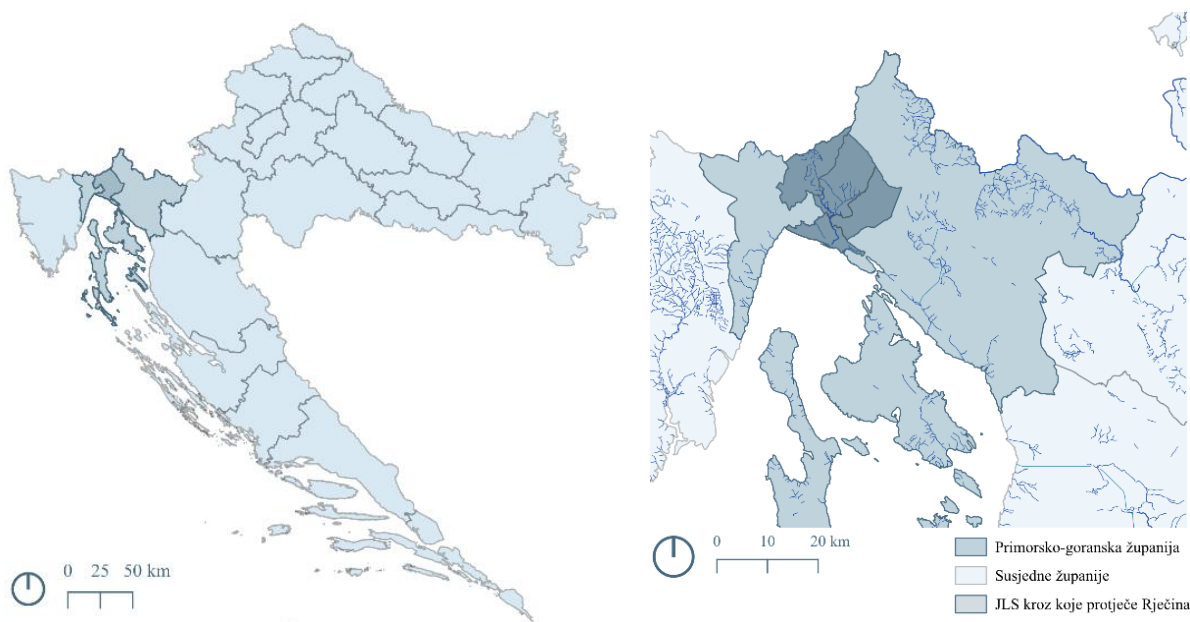 0 25 50 km
0 10 20 km
Primorsko-goranska županija
Susjedne županije
JLS kroz koje protječe Rječina